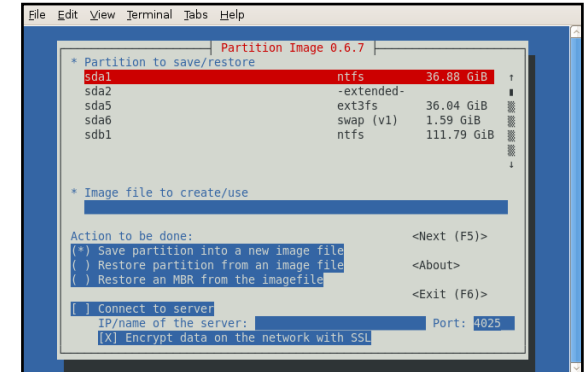 File Edit View Terminal Tabs Help
Partition Image 0.6.7
* Partition to save/restore
sda1 ntfs 36.88 GiB
sda2 -extended-
sda5 ext3fs 36.04 GiB
sda6 swap (v1) 1.59 GiB
sdb1 ntfs 111.79 GiB
* Image file to create/use
Action to be done: <Next (F5)>
(*) Save partition into a new image file
( ) Restore partition from an image file <About>
( ) Restore an MBR from the imagefile
<Exit (F6)>
[ ] Connect to server
IP/name of the server: Port: 4025
[X] Encrypt data on the network with SSL